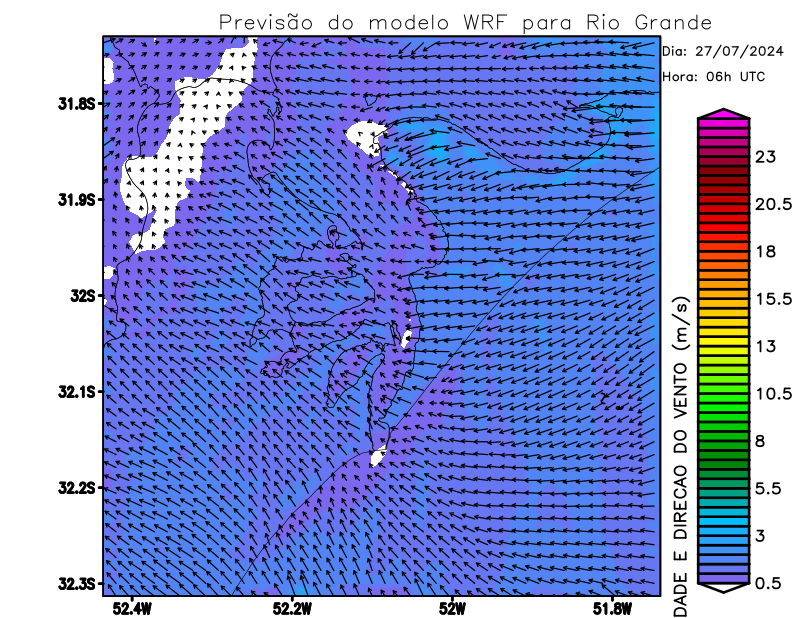 Previsão do modelo WRF para Rio Grande
Dia: 27/07/2024
Hora: 06h UTC
31.8S
31.9S
32S
32.1S
32.2S
32.3S
52.4W
52.2W
52W
51.8W
23
20.5
18
15.5
13
10.5
8
5.5
3
0.5
DADE E DIRECAO DO VENTO (m/s)